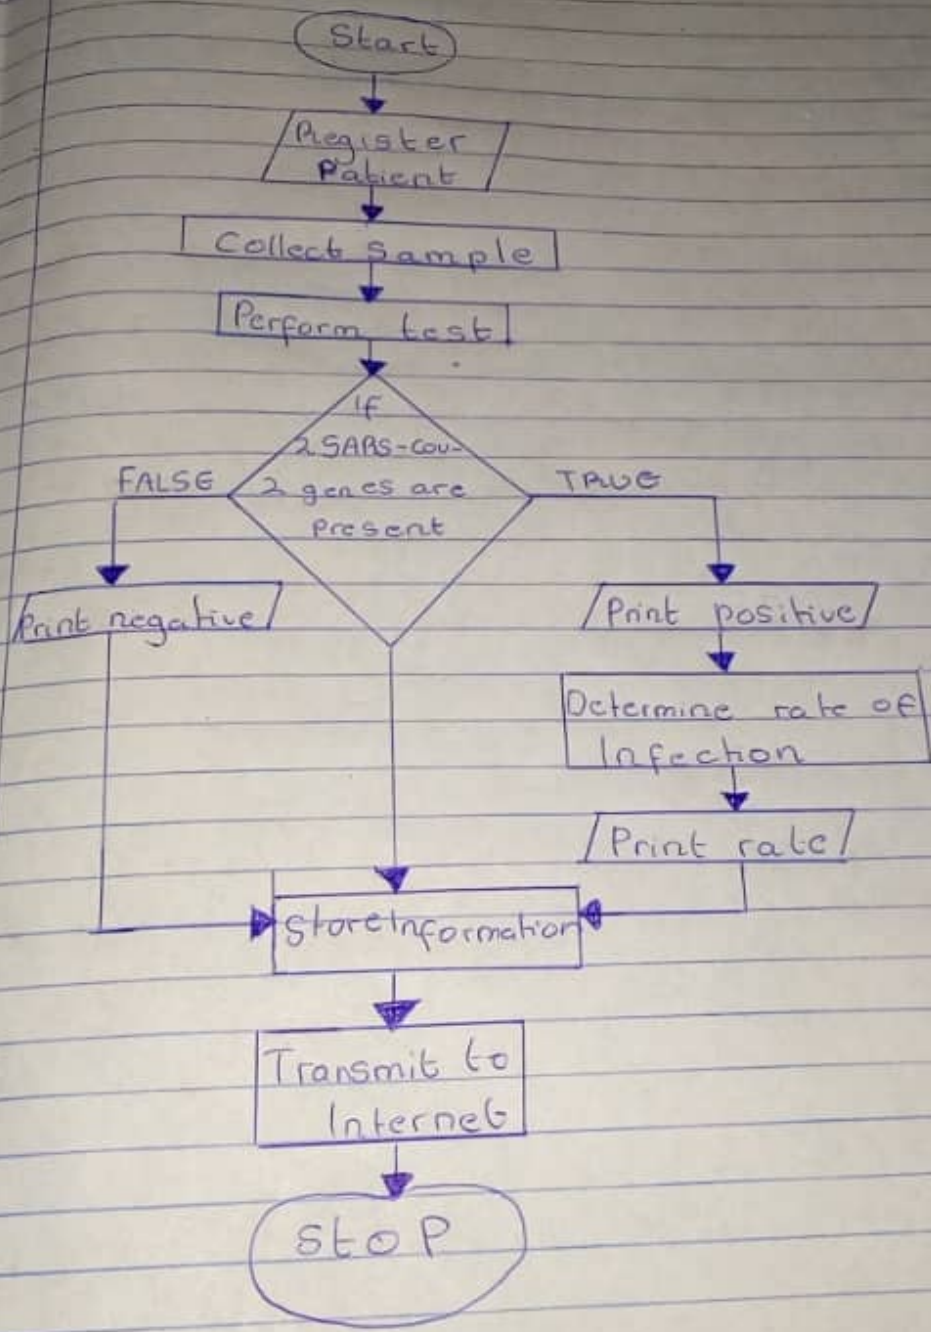 Start
Register
Patient
Collect Sample
Perform test
If
2 SARS-Cov-
2 genes are
present
FALSE
TRUE
Print negative
Print positive
Determine rate of
Infection
Print rate
Store Information
Transmit to
Internet
Stop